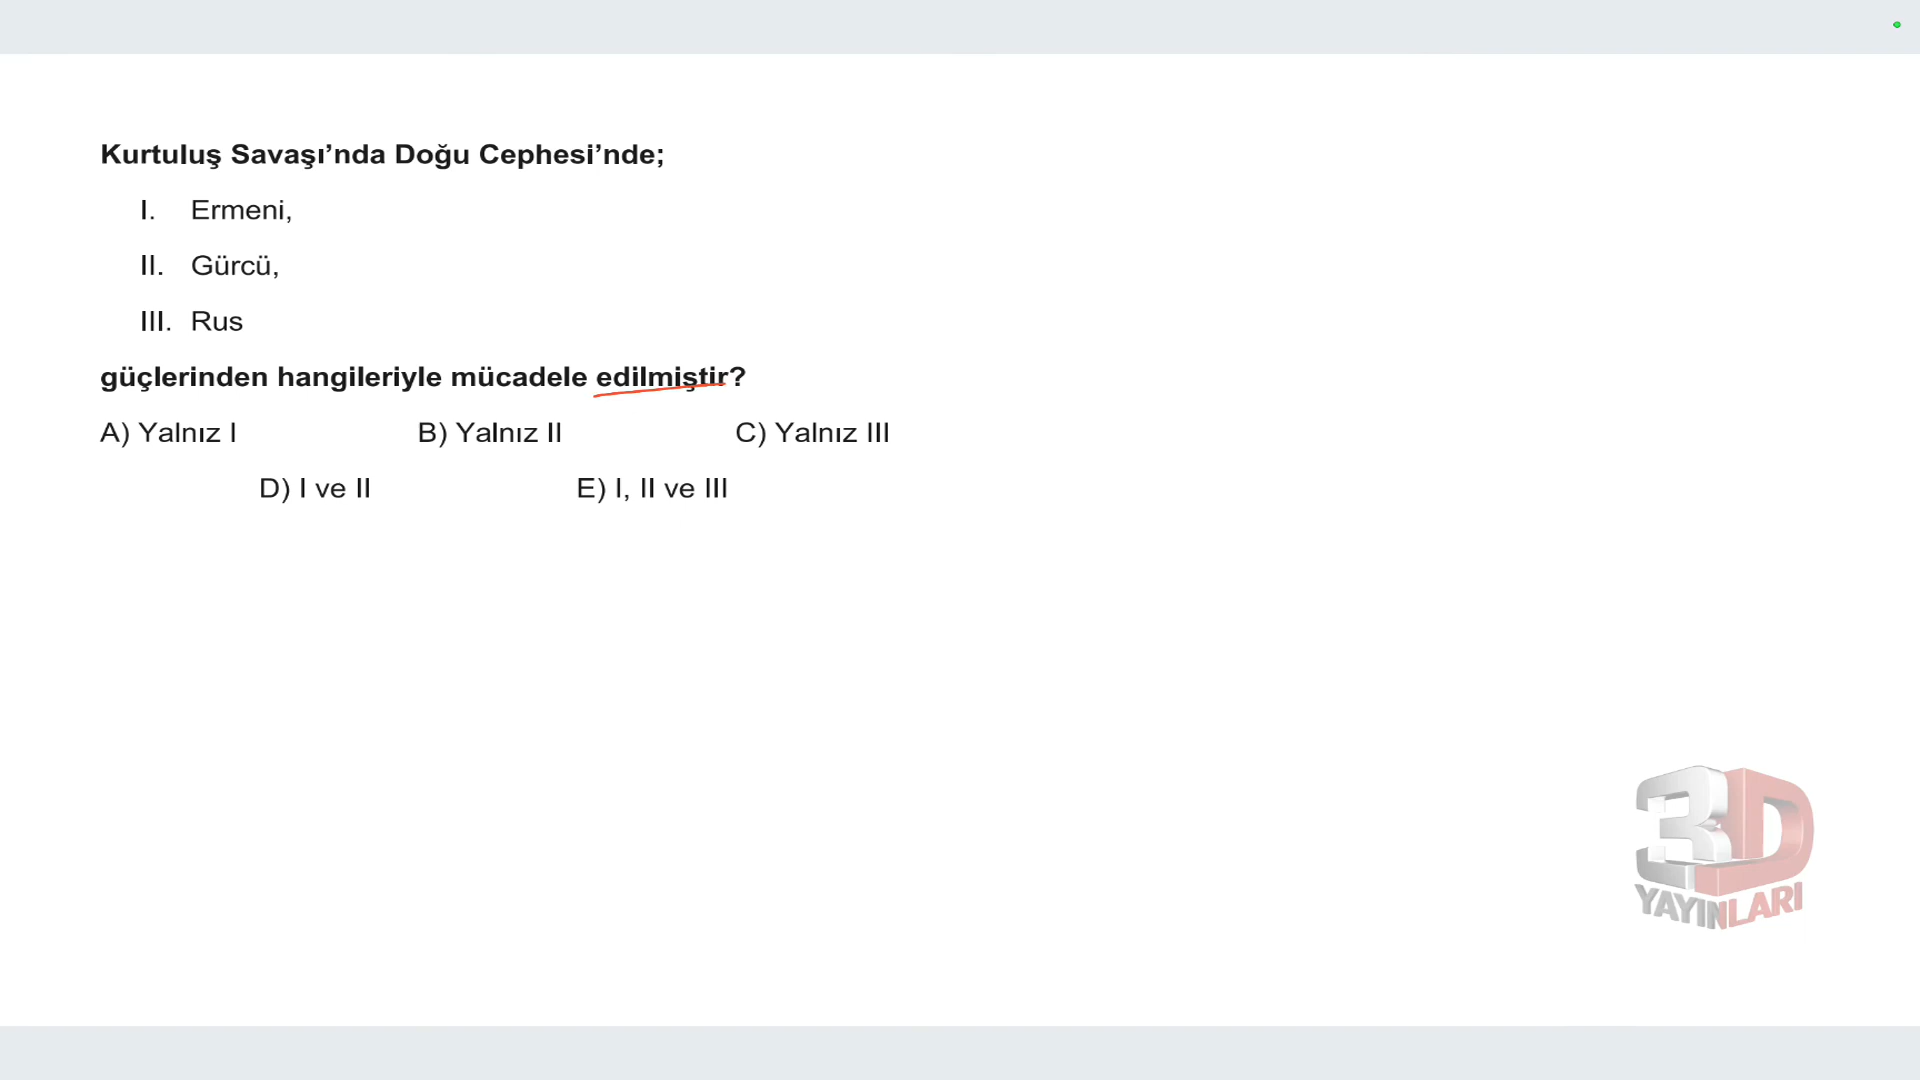 Kurtuluş Savaşı’nda Doğu Cephesi’nde;
I. Ermeni,
II. Gürcü,
III. Rus
güçlerinden hangileriyle mücadele edilmiştir?
A) Yalnız I B) Yalnız II C) Yalnız III
D) I ve II E) I, II ve III
3D
YAYINLARI